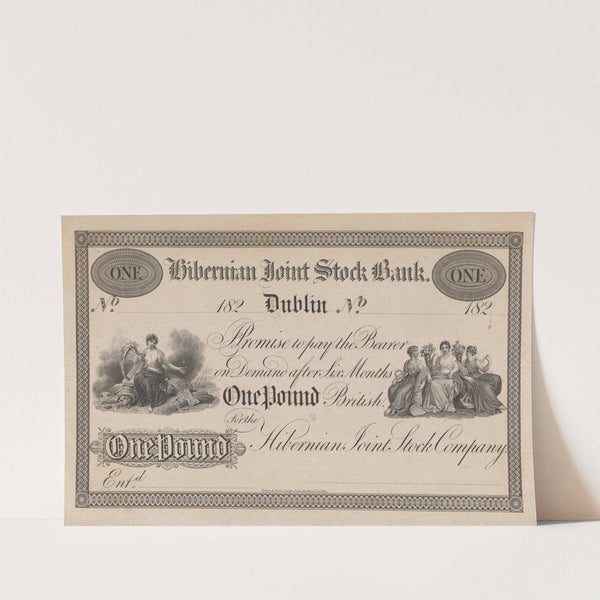 ONE Hibernian Joint Stock Bank. ONE
No 182 Dublin No 182
I Promise to pay the Bearer
on Demand after Six Months
One Pound British.
For the
One Pound Hibernian Joint Stock Company
Entd